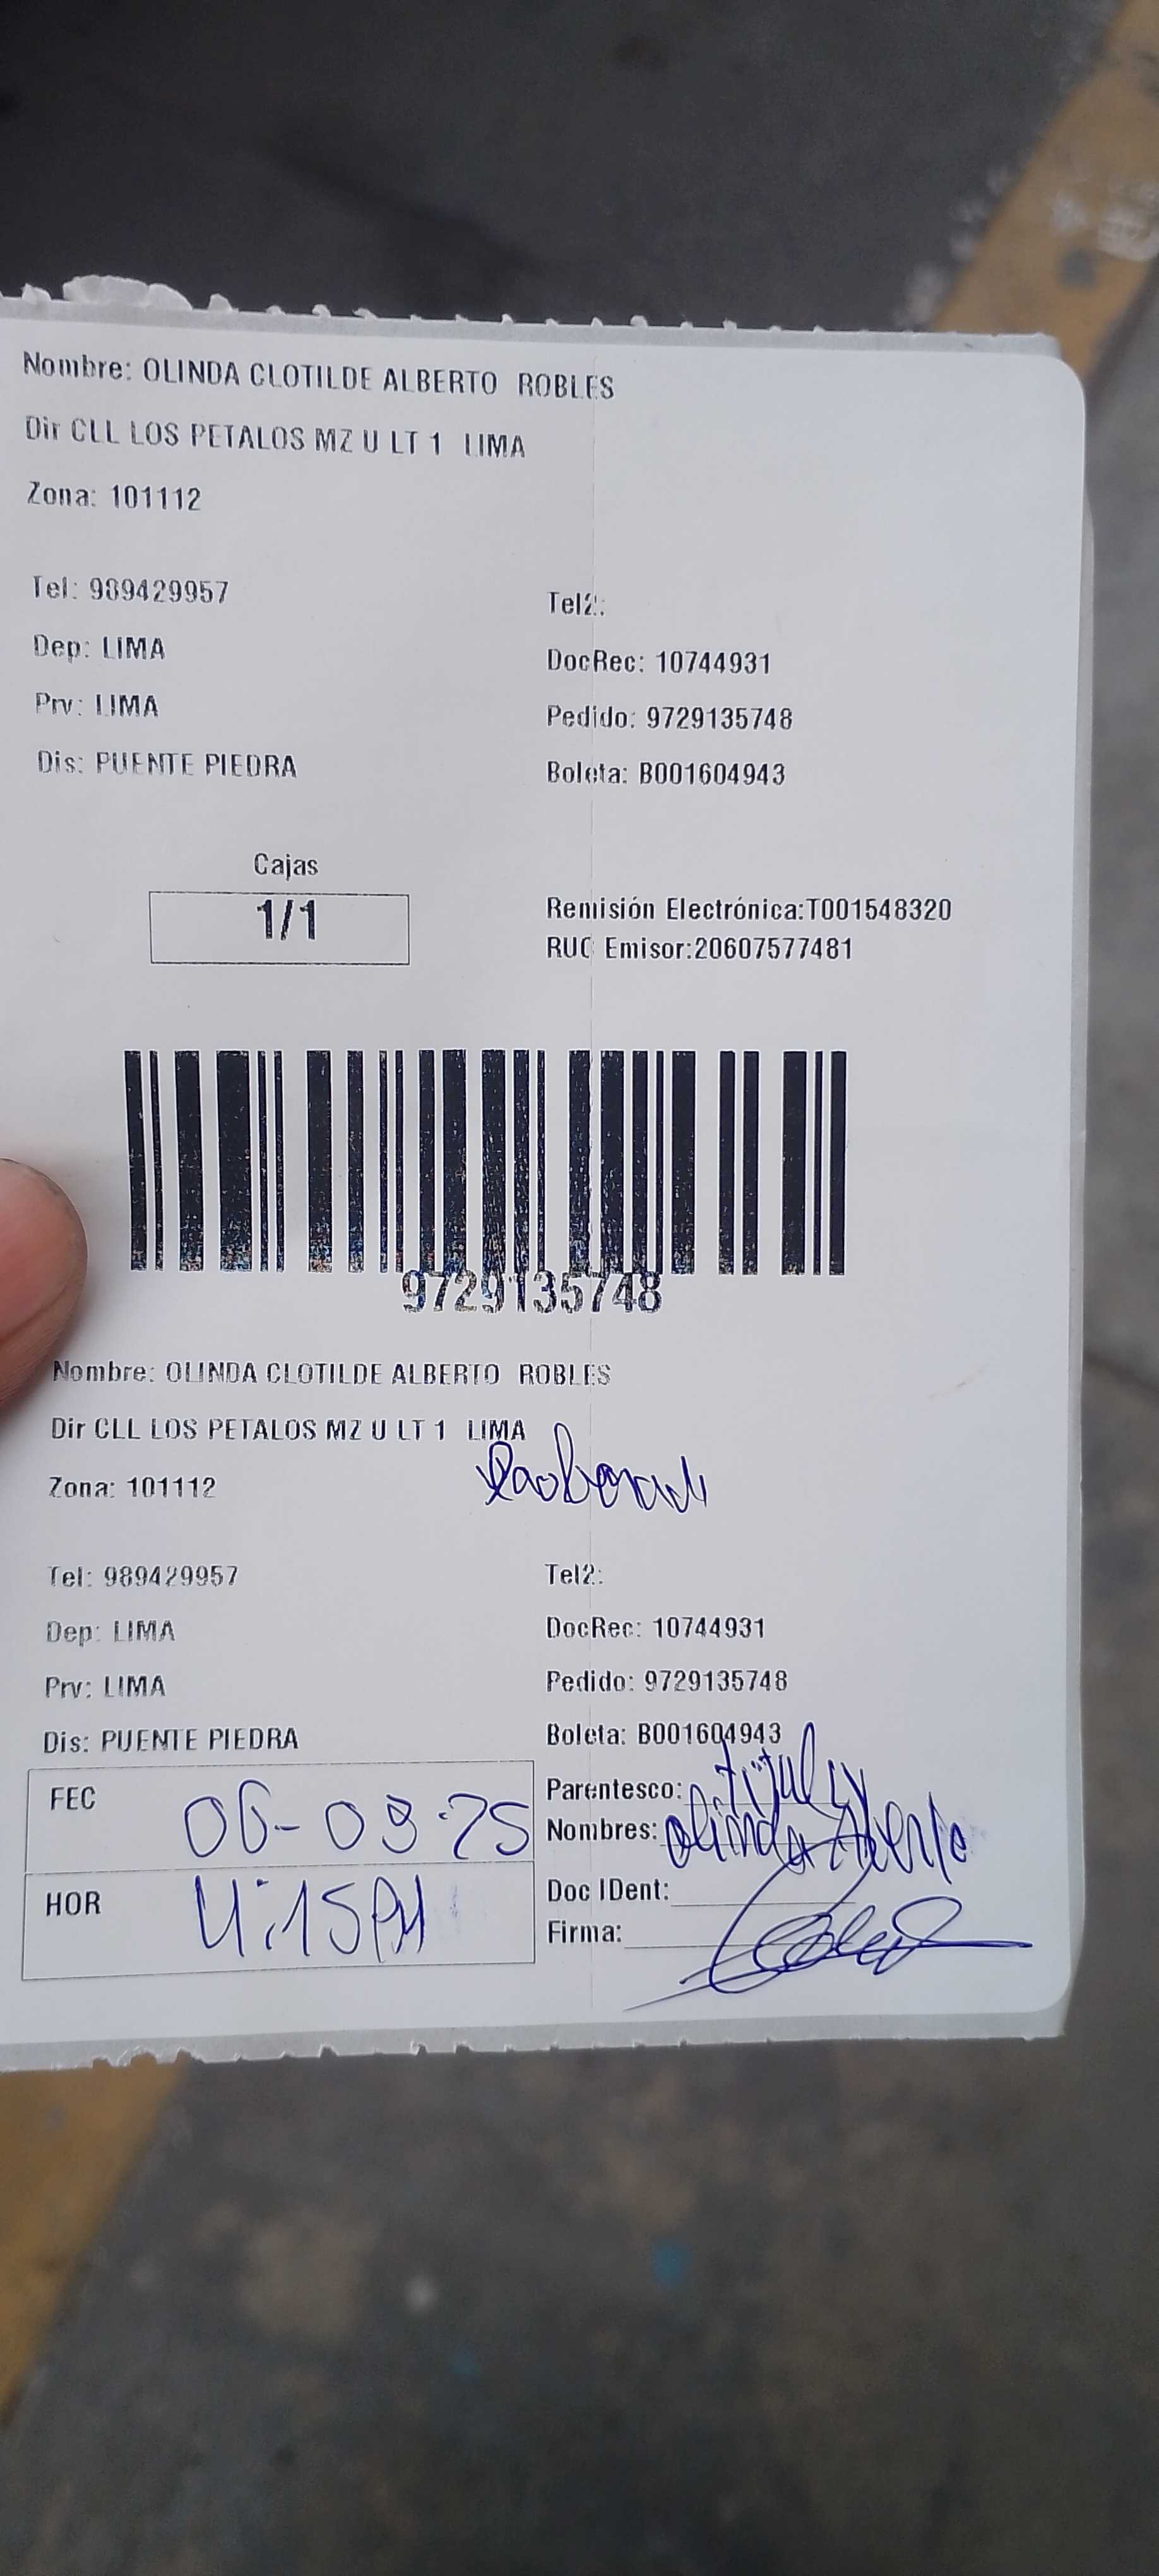 Nombre: OLINDA CLOTILDE ALBERTO ROBLES
Dir CLL LOS PETALOS MZ U LT 1 LIMA
Zona: 101112
Tel: 989429957
Tel2:
Dep: LIMA
DocRec: 10744931
Prv: LIMA
Pedido: 9729135748
Dis: PUENTE PIEDRA
Boleta: B001604943
Cajas
1/1
Remisión Electrónica:T001548320
RUC Emisor:20607577481
9729135748
Nombre: OLINDA CLOTILDE ALBERTO ROBLES
Dir CLL LOS PETALOS MZ U LT 1 LIMA
Zona: 101112
Tel: 989429957
Tel2:
Dep: LIMA
DocRec: 10744931
Prv: LIMA
Pedido: 9729135748
Dis: PUENTE PIEDRA
Boleta: B001604943
FEC 06-09-25
Parentesco:
Nombres: Olinda Alberto
HOR 4:15PM
Doc IDent:
Firma: